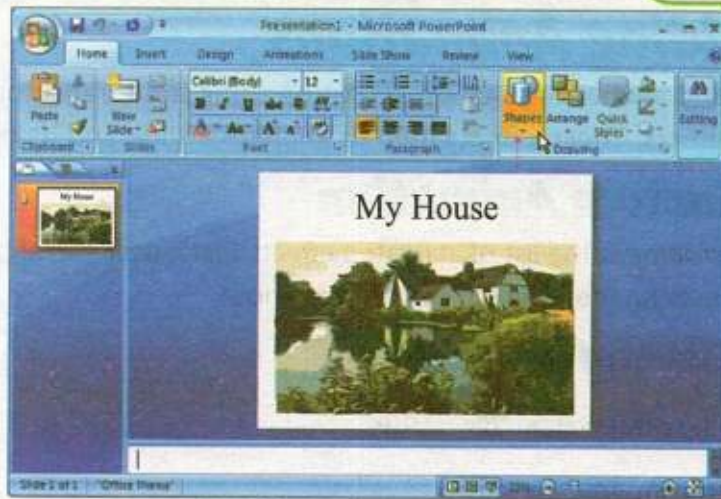 Presentation1 - Microsoft PowerPoint
Home Insert Design Animations Slide Show Review View
Calibri (Body) 12
Paste New Slide Shapes Arrange Quick Styles Editing
Clipboard Slides Font Paragraph Drawing
My House
1
My House
Slide 1 of 1 "Office Theme"